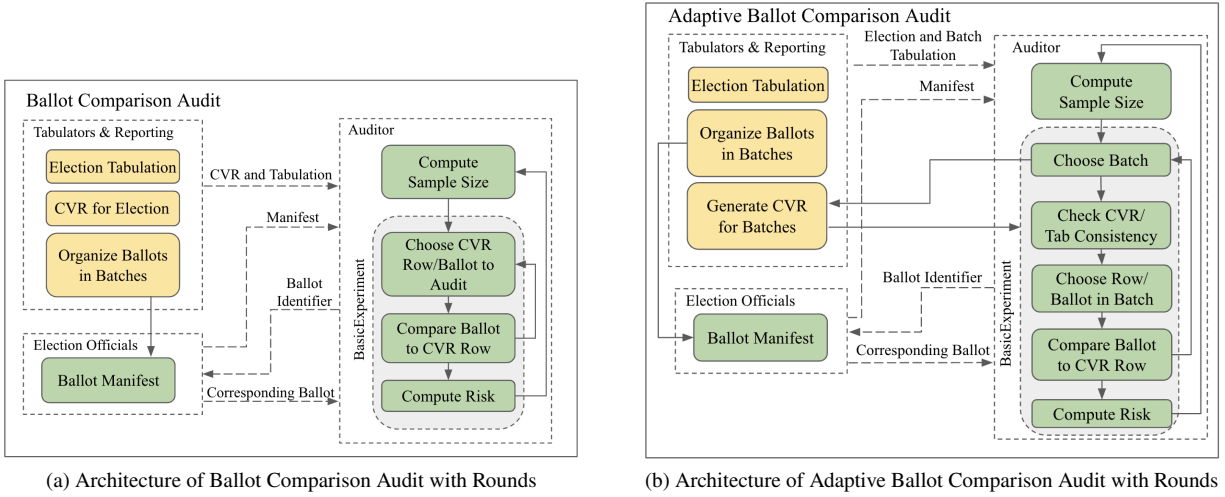 Ballot Comparison Audit
Tabulators & Reporting
Election Tabulation
CVR for Election
Organize Ballots
in Batches
Election Officials
Ballot Manifest
CVR and Tabulation
Manifest
Ballot
Identifier
Corresponding Ballot
Auditor
Compute
Sample Size
BasicExperiment
Choose CVR
Row/Ballot to
Audit
Compare Ballot
to CVR Row
Compute Risk
(a) Architecture of Ballot Comparison Audit with Rounds
Adaptive Ballot Comparison Audit
Tabulators & Reporting
Election Tabulation
Organize Ballots
in Batches
Generate CVR
for Batches
Election Officials
Ballot Manifest
Election and Batch
Tabulation
Manifest
Ballot Identifier
Corresponding Ballot
Auditor
Compute
Sample Size
BasicExperiment
Choose Batch
Check CVR/
Tab Consistency
Choose Row/
Ballot in Batch
Compare Ballot
to CVR Row
Compute Risk
(b) Architecture of Adaptive Ballot Comparison Audit with Rounds